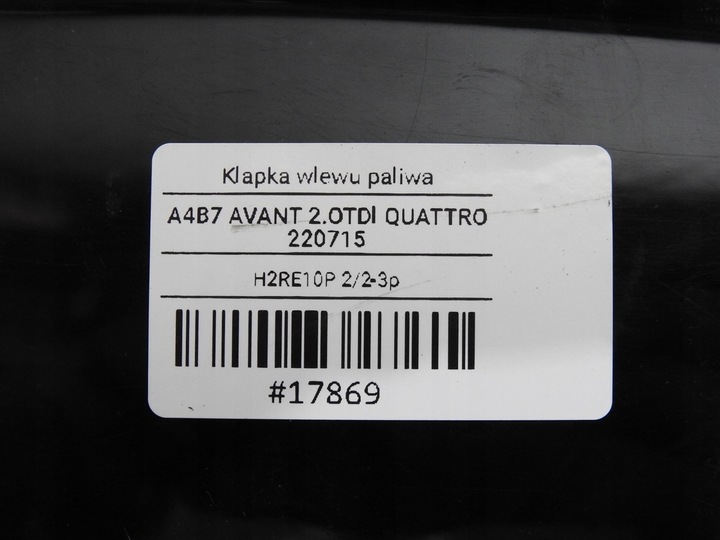 Klapka wlewu paliwa
A4B7 AVANT 2.0TDI QUATTRO
220715
H2RE10P 2/2-3p
#17869